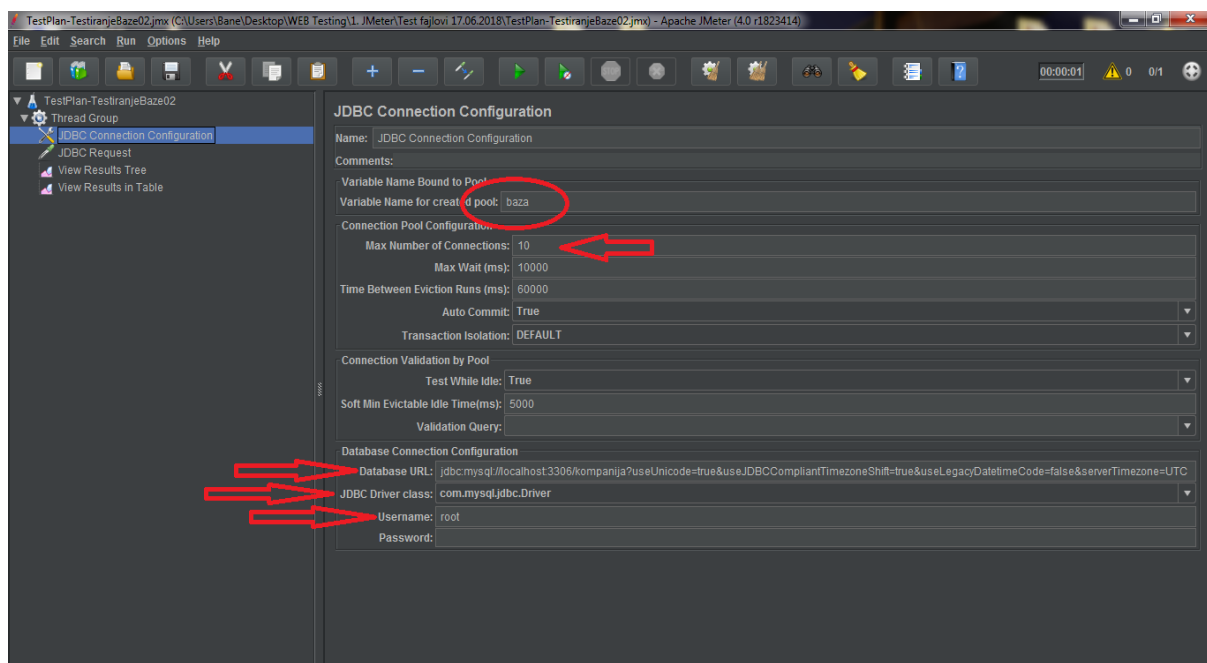 TestPlan-TestiranjeBaze02.jmx (C:\Users\Bane\Desktop\WEB Testing\1. JMeter\Test fajlovi 17.06.2018\TestPlan-TestiranjeBaze02.jmx) - Apache JMeter (4.0 r1823414)
File Edit Search Run Options Help
00:00:01 0 0/1
TestPlan-TestiranjeBaze02
Thread Group
JDBC Connection Configuration
JDBC Request
View Results Tree
View Results in Table
JDBC Connection Configuration
Name: JDBC Connection Configuration
Comments:
Variable Name Bound to Pool
Variable Name for created pool: baza
Connection Pool Configuration
Max Number of Connections: 10
Max Wait (ms): 10000
Time Between Eviction Runs (ms): 60000
Auto Commit: True
Transaction Isolation: DEFAULT
Connection Validation by Pool
Test While Idle: True
Soft Min Evictable Idle Time(ms): 5000
Validation Query:
Database Connection Configuration
Database URL: jdbc:mysql://localhost:3306/kompanija?useUnicode=true&useJDBCCompliantTimezoneShift=true&useLegacyDatetimeCode=false&serverTimezone=UTC
JDBC Driver class: com.mysql.jdbc.Driver
Username: root
Password: